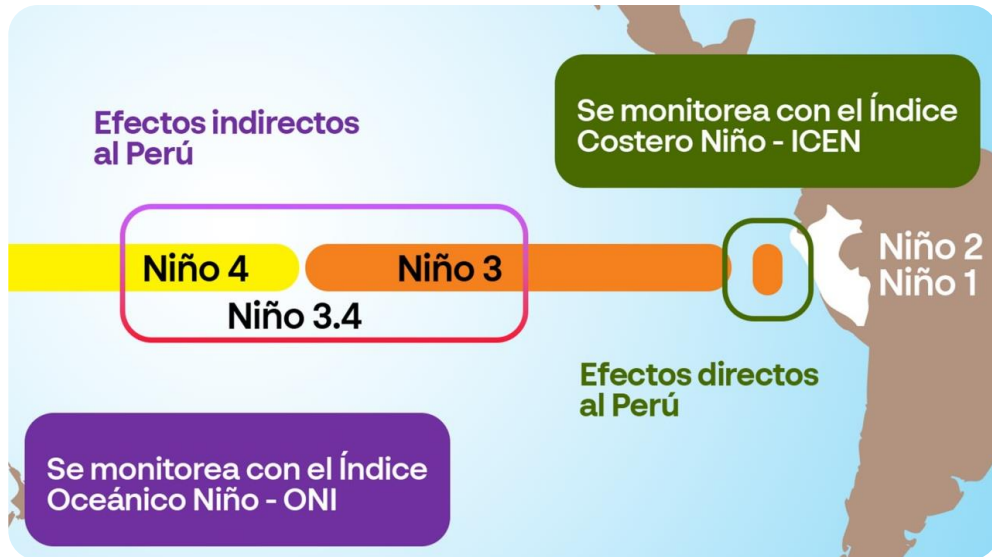 Efectos indirectos
al Perú
Se monitorea con el Índice
Costero Niño - ICEN
Niño 4
Niño 3
Niño 3.4
Niño 2
Niño 1
Efectos directos
al Perú
Se monitorea con el Índice
Oceánico Niño - ONI